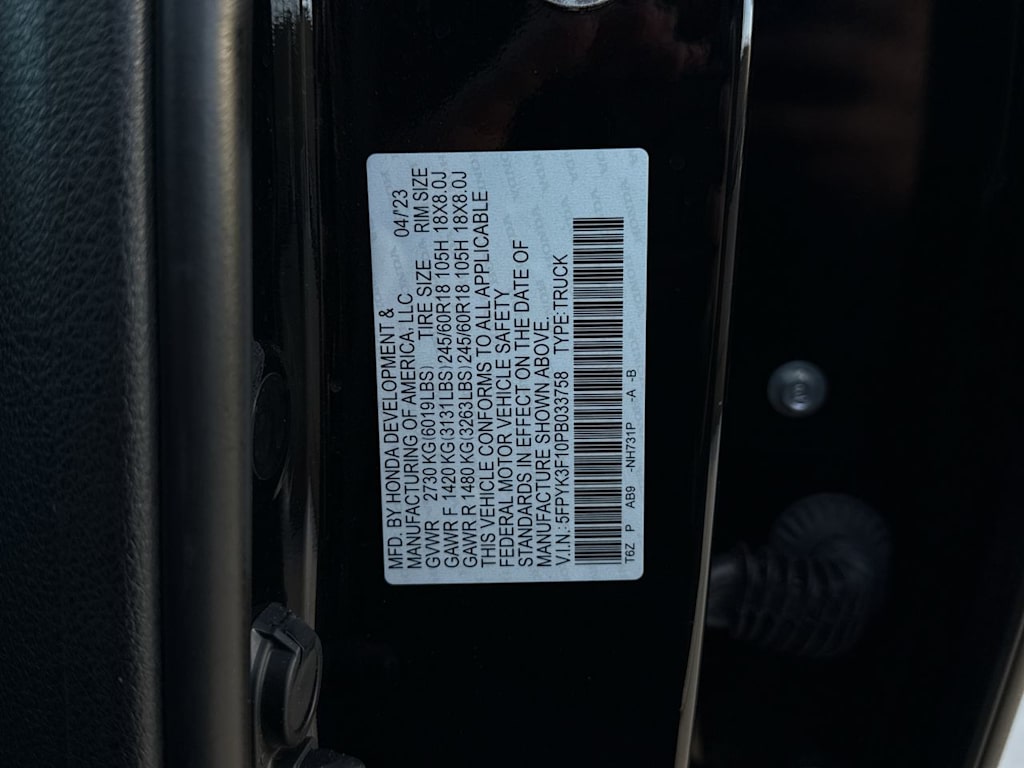 MFD. BY HONDA DEVELOPMENT &
MANUFACTURING OF AMERICA, LLC 04/'23
GVWR 2730 KG(6019LBS) TIRE SIZE RIM SIZE
GAWR F 1420 KG(3131LBS) 245/60R18 105H 18X8.0J
GAWR R 1480 KG(3263LBS) 245/60R18 105H 18X8.0J
THIS VEHICLE CONFORMS TO ALL APPLICABLE
FEDERAL MOTOR VEHICLE SAFETY
STANDARDS IN EFFECT ON THE DATE OF
MANUFACTURE SHOWN ABOVE.
V.I.N.: 5FPYK3F10PB033758 TYPE:TRUCK
T6Z P AB9 -NH731P -A -B